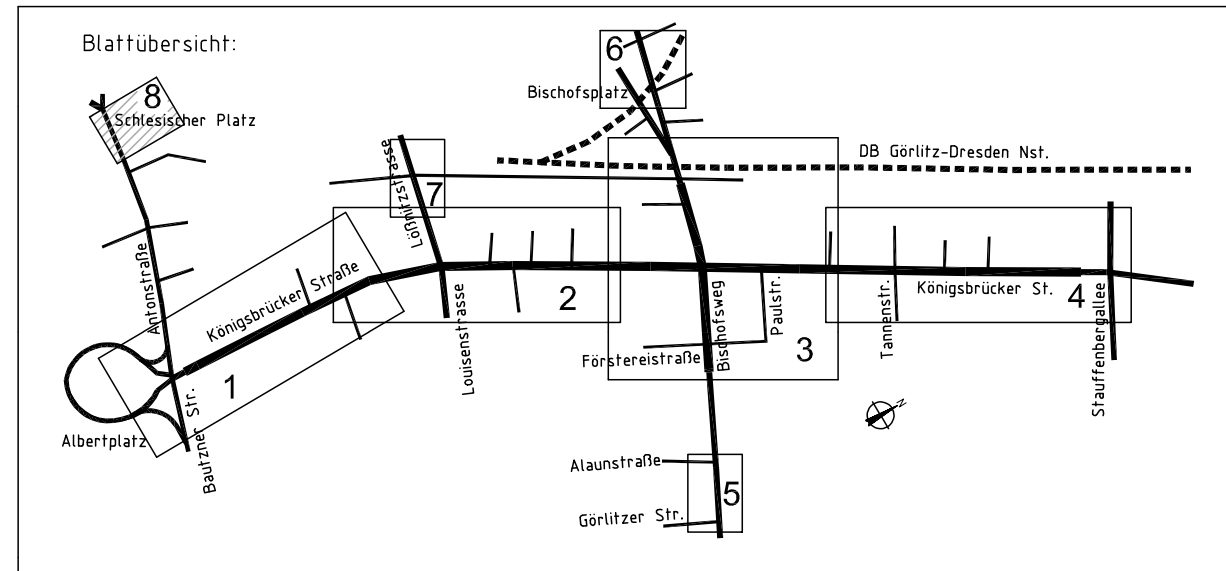 Blattübersicht:
8
Schlesischer Platz
6
Bischofsplatz
DB Görlitz-Dresden Nst.
Lößnitzstrasse
7
Antonstraße
Königsbrücker Straße
1
2
Louisenstrasse
Bischofsweg
Paulstr.
Förstereistraße
3
Tannenstr.
Königsbrücker St.
4
Stauffenbergallee
Albertplatz
Bautzner Str.
N
Alaunstraße
5
Görlitzer Str.